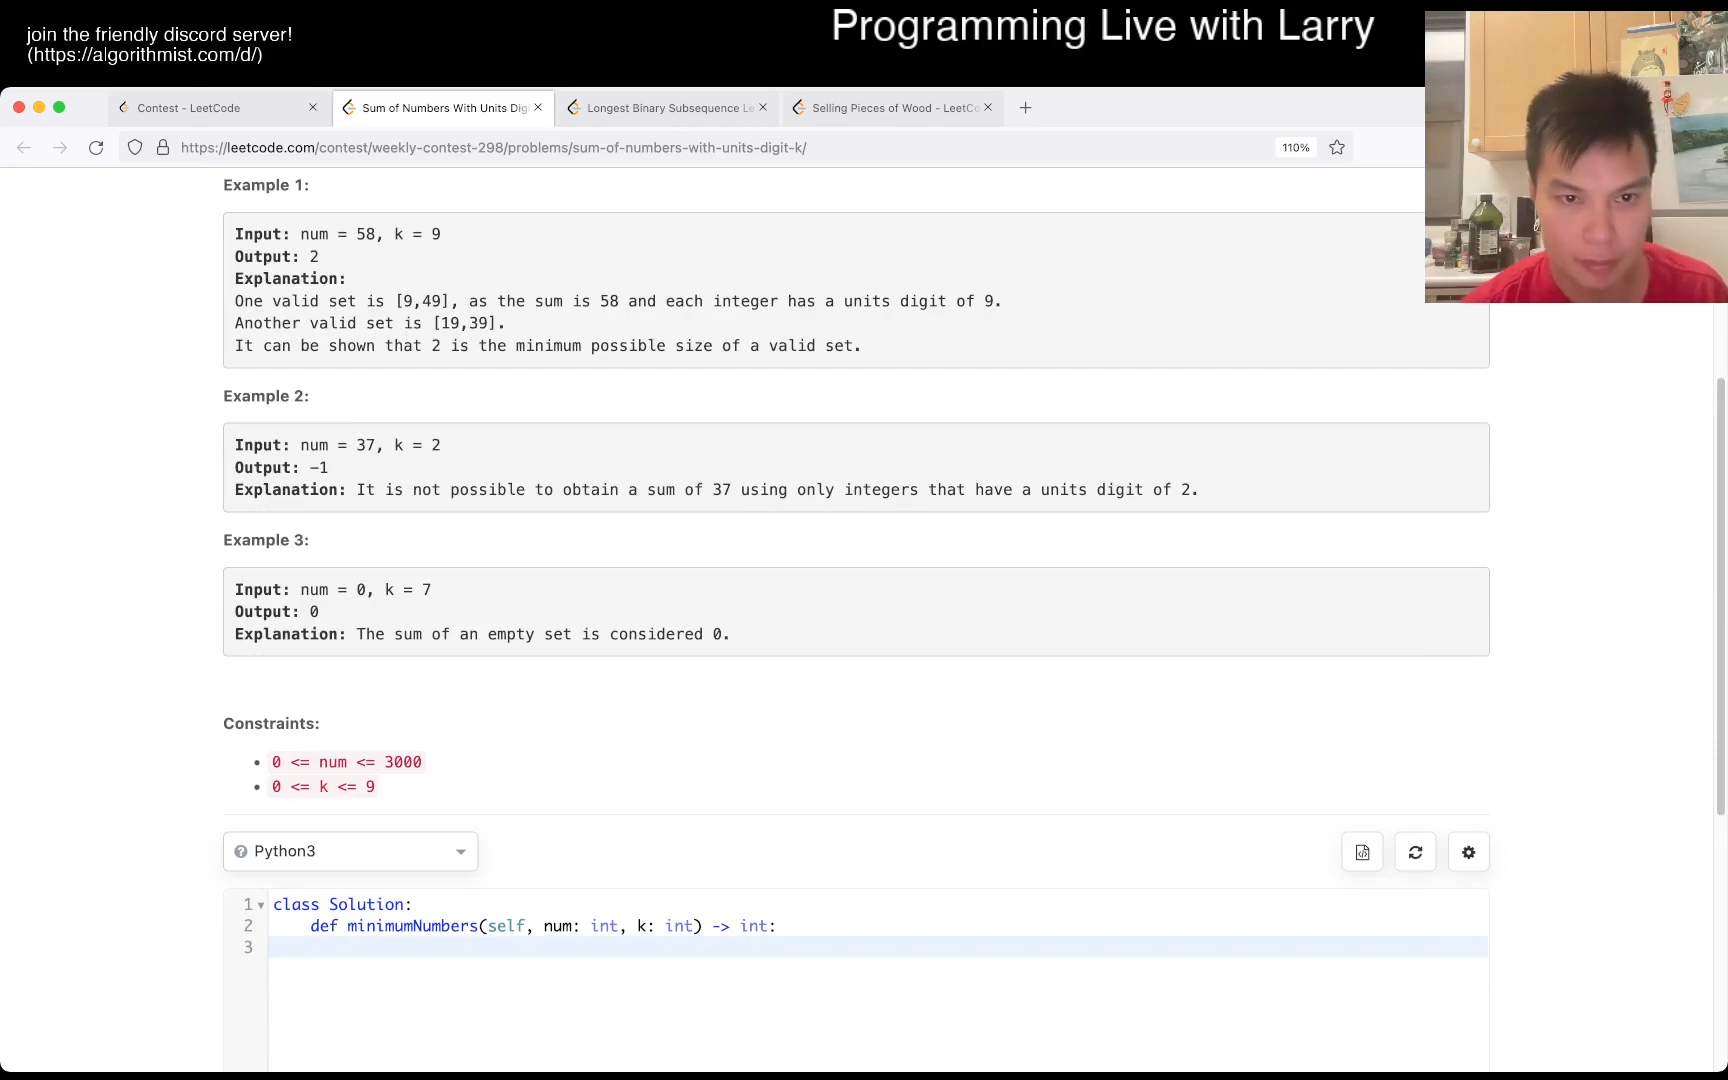 join the friendly discord server!
(https://algorithmist.com/d/)
Programming Live with Larry
Contest - LeetCode
Sum of Numbers With Units Dig
Longest Binary Subsequence Le
Selling Pieces of Wood - LeetCo
https://leetcode.com/contest/weekly-contest-298/problems/sum-of-numbers-with-units-digit-k/
110%
Example 1:
Input: num = 58, k = 9
Output: 2
Explanation:
One valid set is [9,49], as the sum is 58 and each integer has a units digit of 9.
Another valid set is [19,39].
It can be shown that 2 is the minimum possible size of a valid set.
Example 2:
Input: num = 37, k = 2
Output: -1
Explanation: It is not possible to obtain a sum of 37 using only integers that have a units digit of 2.
Example 3:
Input: num = 0, k = 7
Output: 0
Explanation: The sum of an empty set is considered 0.
Constraints:
• 0 <= num <= 3000
• 0 <= k <= 9
Python3
1 class Solution:
2 def minimumNumbers(self, num: int, k: int) -> int:
3